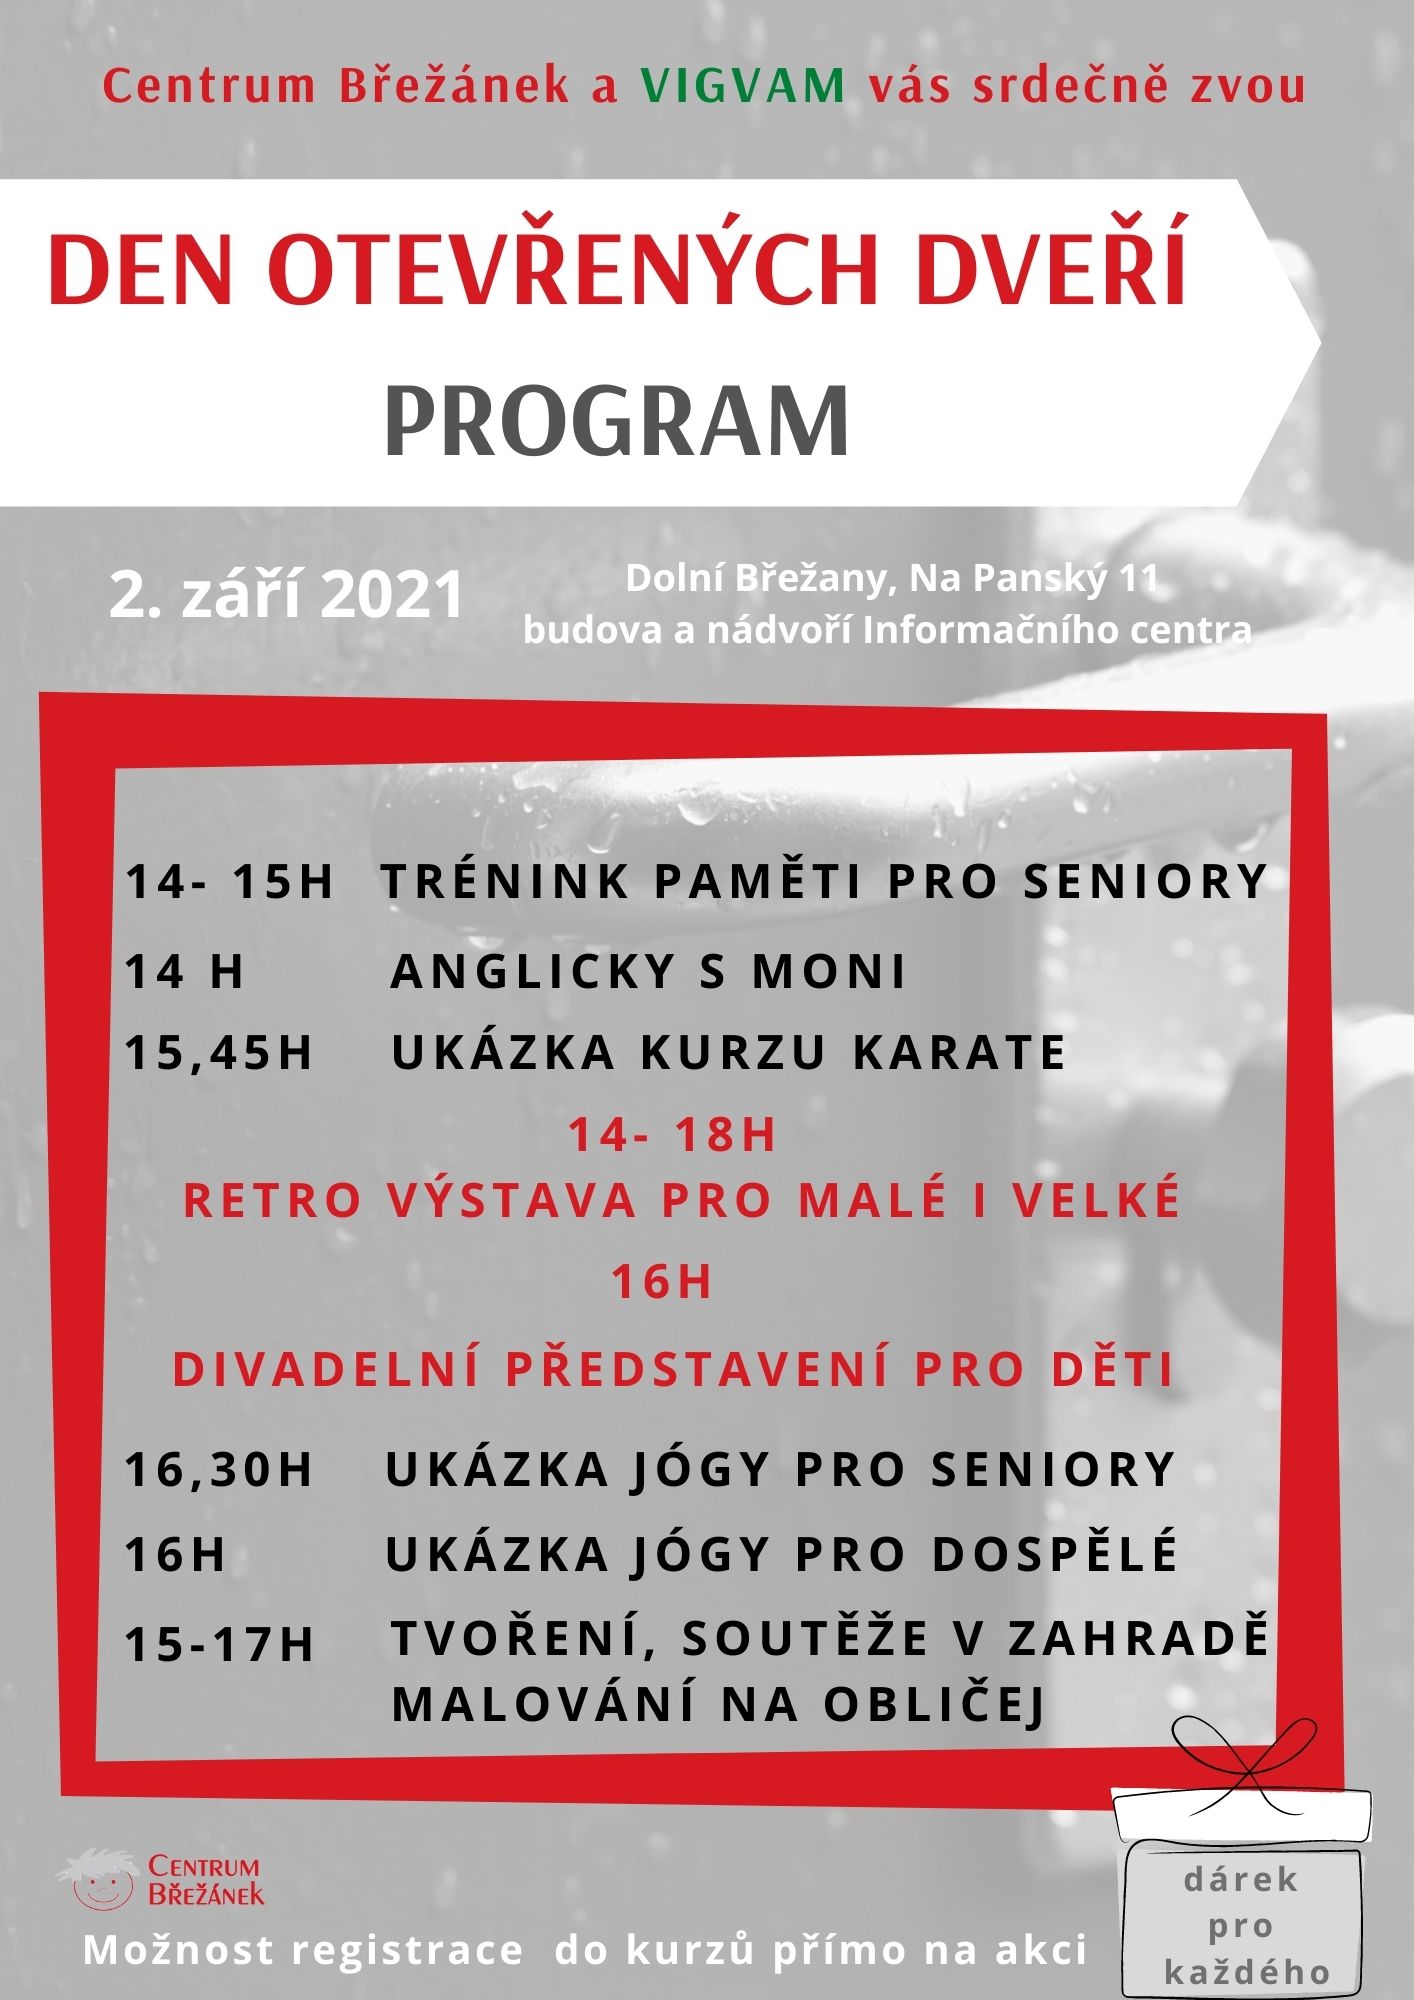 Centrum Břežánek a VIGVAM vás srdečně zvou
DEN OTEVŘENÝCH DVEŘÍ
PROGRAM
2. září 2021
Dolní Břežany, Na Panský 11
budova a nádvoří Informačního centra
14- 15H TRÉNINK PAMĚTI PRO SENIORY
14 H ANGLICKY S MONI
15,45H UKÁZKA KURZU KARATE
14- 18H
RETRO VÝSTAVA PRO MALÉ I VELKÉ
16H
DIVADELNÍ PŘEDSTAVENÍ PRO DĚTI
16,30H UKÁZKA JÓGY PRO SENIORY
16H UKÁZKA JÓGY PRO DOSPĚLÉ
15-17H TVOŘENÍ, SOUTĚŽE V ZAHRADĚ
MALOVÁNÍ NA OBLIČEJ
CENTRUM
BŘEŽÁNEK
Možnost registrace do kurzů přímo na akci
dárek
pro
každého